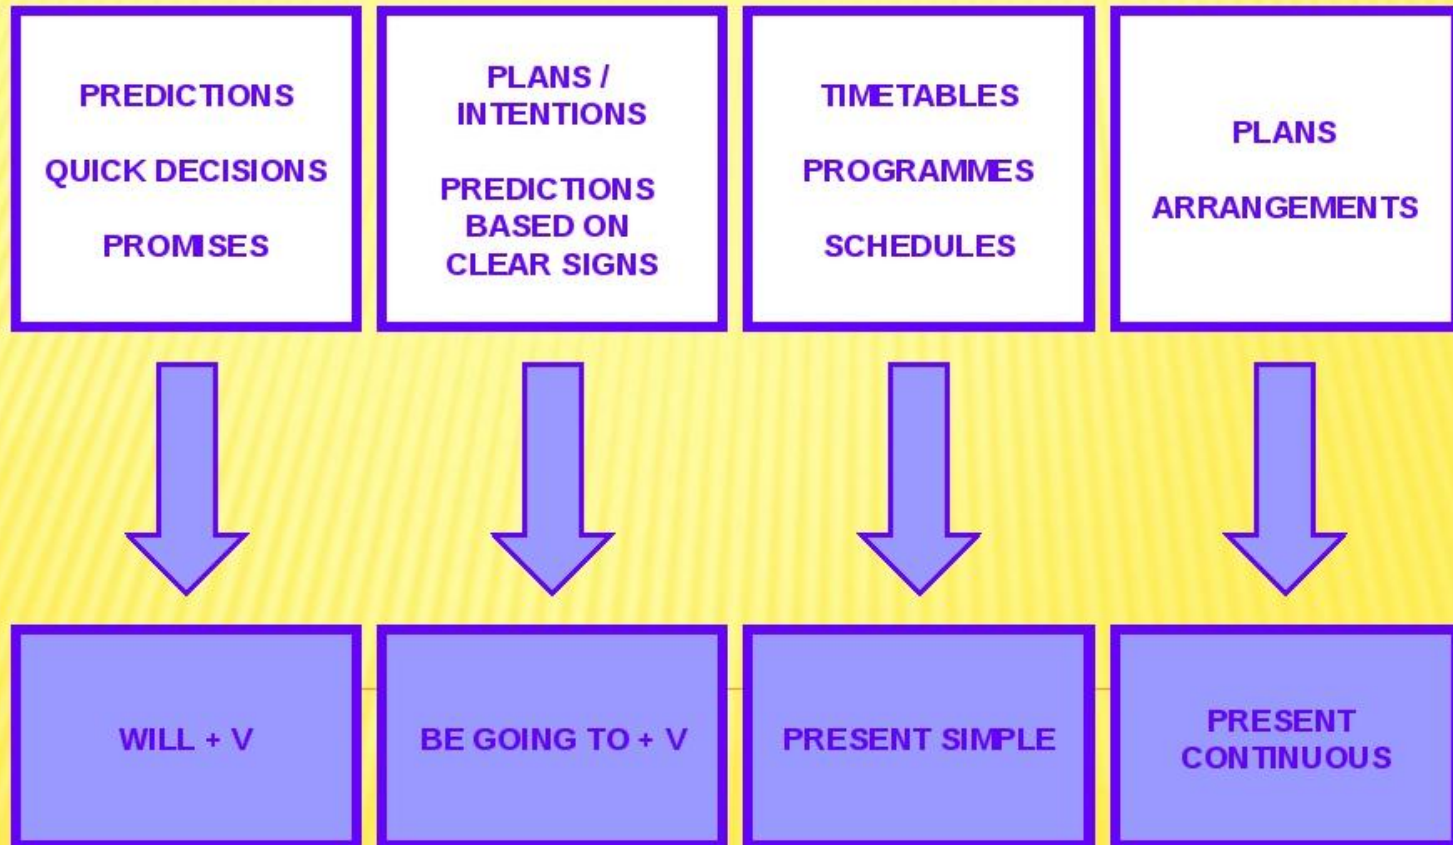 PREDICTIONS
QUICK DECISIONS
PROMISES
PLANS /
INTENTIONS
PREDICTIONS
BASED ON
CLEAR SIGNS
TIMETABLES
PROGRAMMES
SCHEDULES
PLANS
ARRANGEMENTS
WILL + V
BE GOING TO + V
PRESENT SIMPLE
PRESENT
CONTINUOUS